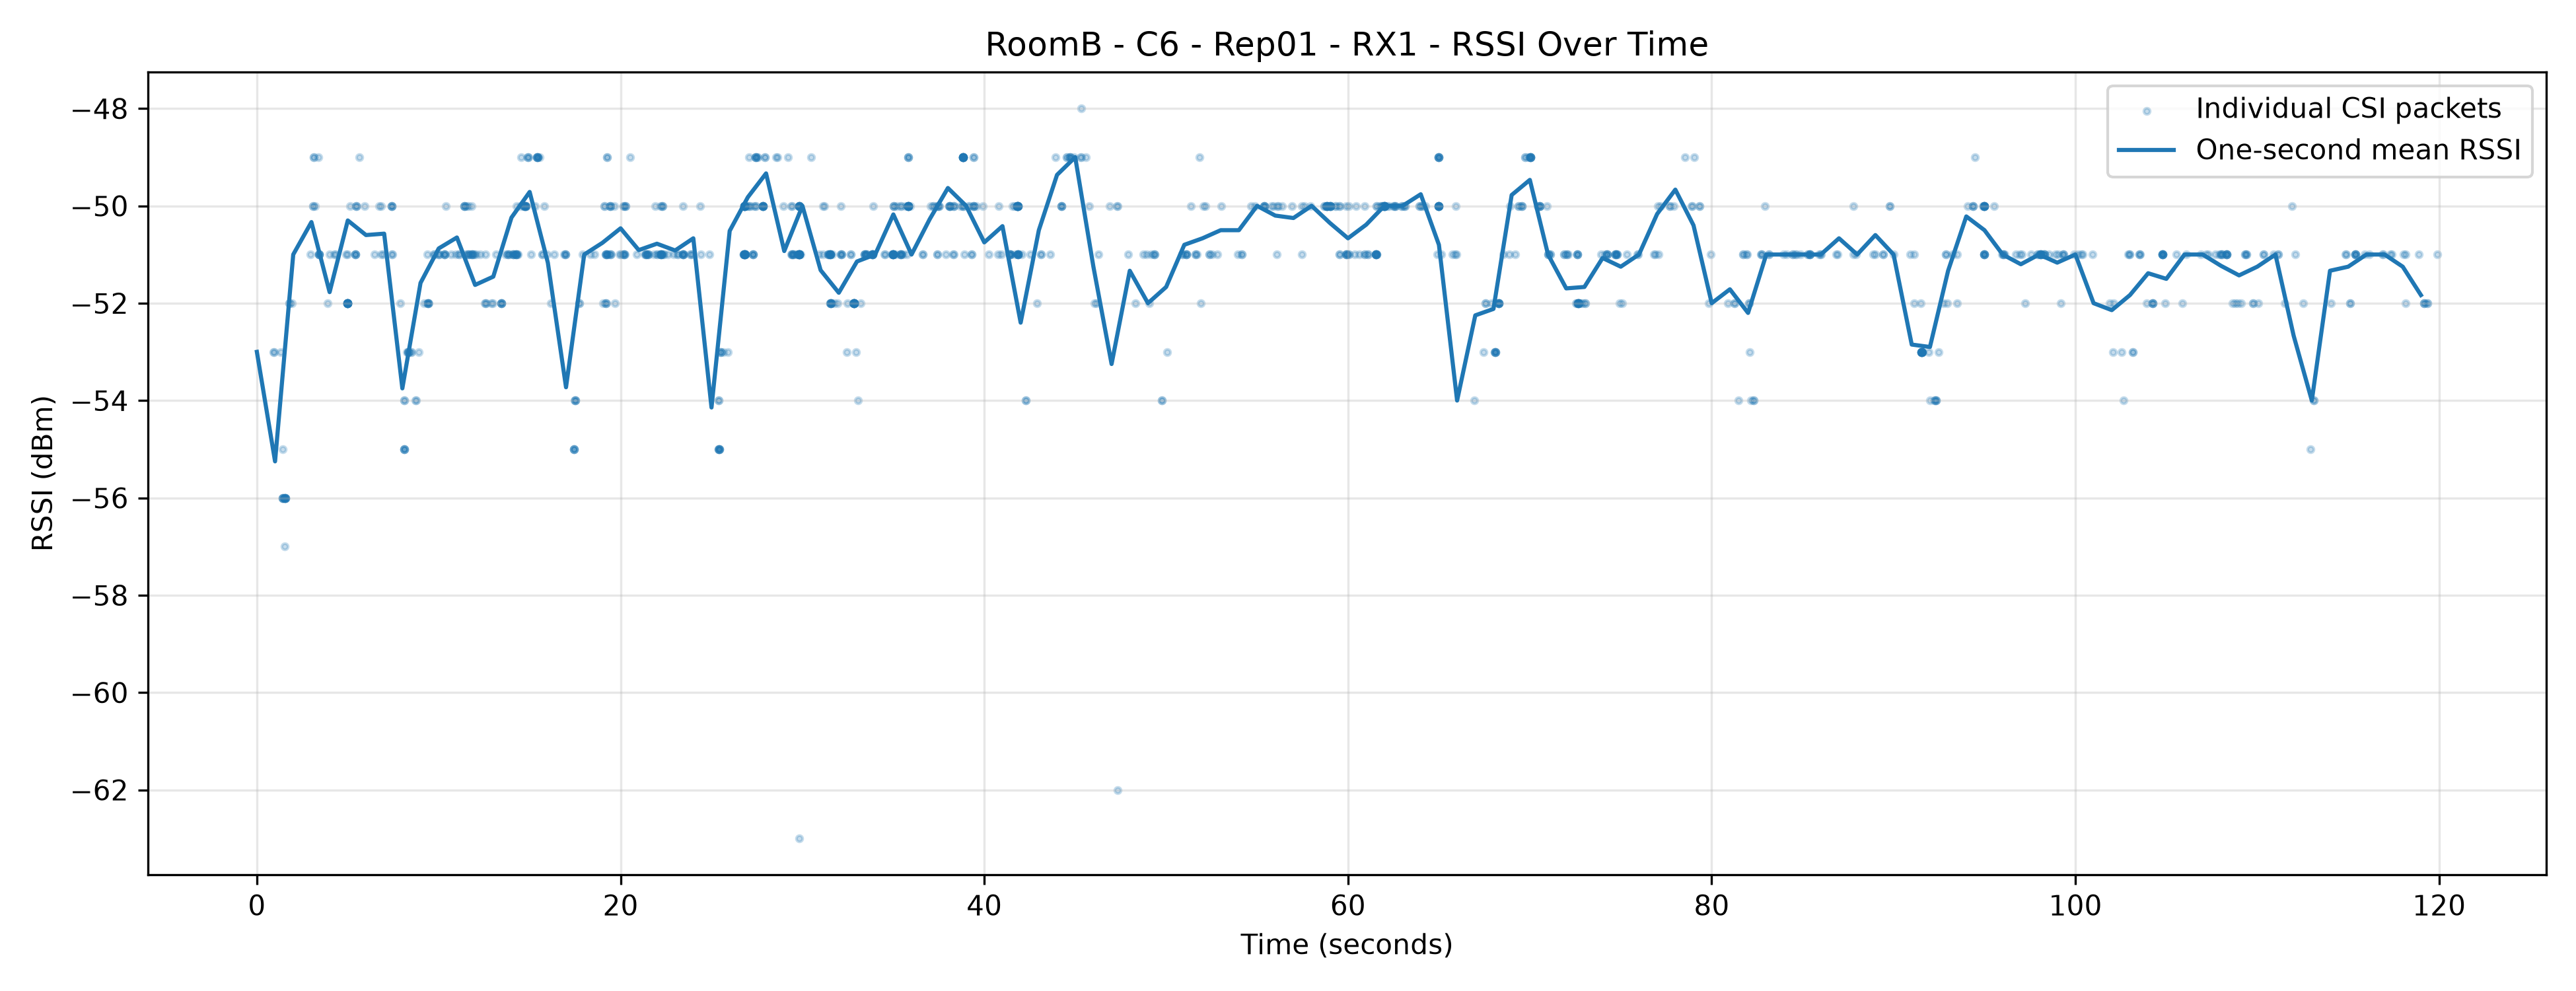 RoomB - C6 - Rep01 - RX1 - RSSI Over Time
Individual CSI packets
One-second mean RSSI
RSSI (dBm)
−48
−50
−52
−54
−56
−58
−60
−62
0 20 40 60 80 100 120
Time (seconds)